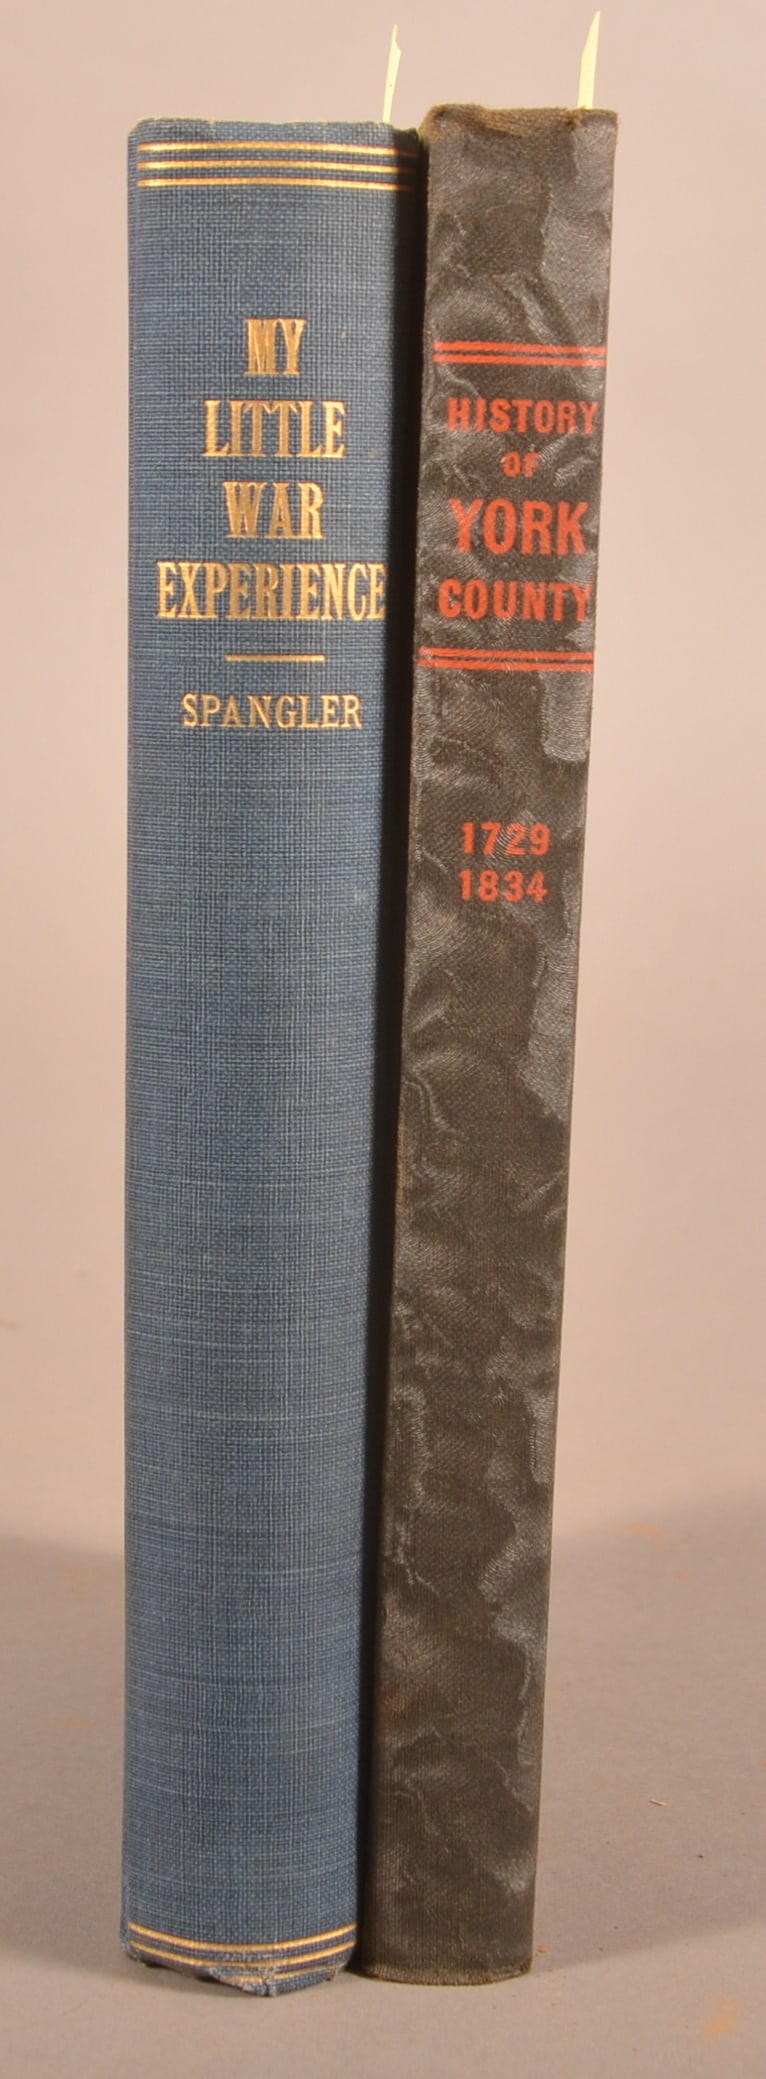 MY
LITTLE
WAR
EXPERIENCE
SPANGLER
HISTORY
OF
YORK
COUNTY
1729
1834